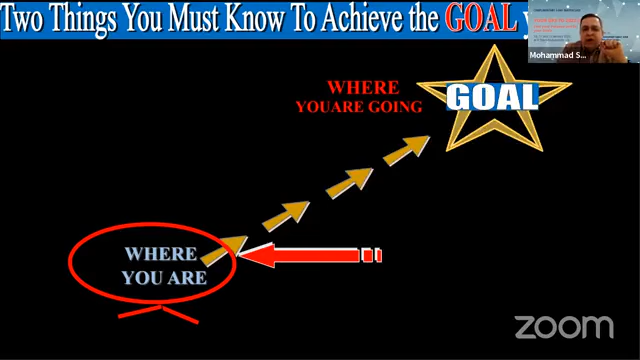 Two Things You Must Know To Achieve the GOAL y
Mohammad S...
WHERE
YOUARE GOING
GOAL
WHERE
YOU ARE
zoom